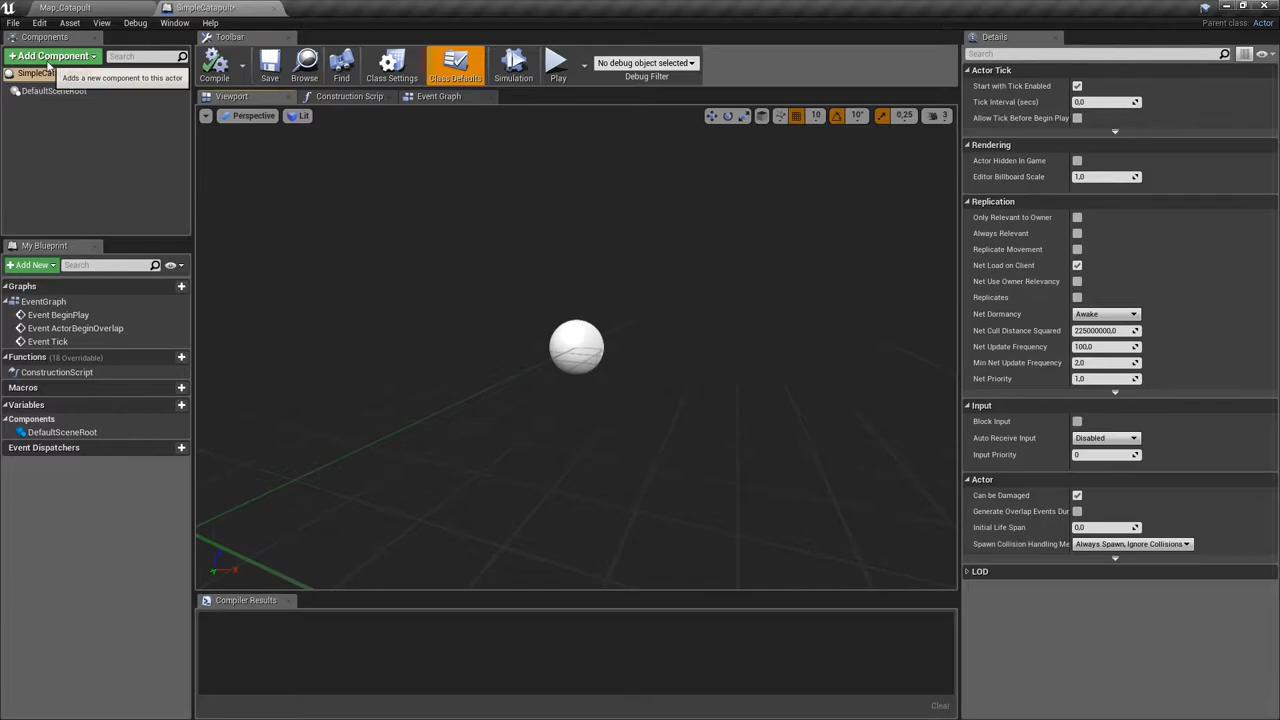 Map_Catapult
SimpleCatapult*
Parent class: Actor
File Edit Asset View Debug Window Help
Components
+ Add Component
Search
SimpleCat
Adds a new component to this actor
DefaultSceneRoot
My Blueprint
+ Add New
Search
Graphs
EventGraph
Event BeginPlay
Event ActorBeginOverlap
Event Tick
Functions (18 Overridable)
ConstructionScript
Macros
Variables
Components
DefaultSceneRoot
Event Dispatchers
Toolbar
Compile
Save
Browse
Find
Class Settings
Class Defaults
Simulation
Play
No debug object selected
Debug Filter
Viewport
Construction Scrip
Event Graph
Perspective
Lit
10
10°
0,25
3
Compiler Results
Clear
Details
Search
Actor Tick
Start with Tick Enabled
Tick Interval (secs) 0,0
Allow Tick Before Begin Play
Rendering
Actor Hidden In Game
Editor Billboard Scale 1,0
Replication
Only Relevant to Owner
Always Relevant
Replicate Movement
Net Load on Client
Net Use Owner Relevancy
Replicates
Net Dormancy Awake
Net Cull Distance Squared 225000000,0
Net Update Frequency 100,0
Min Net Update Frequency 2,0
Net Priority 1,0
Input
Block Input
Auto Receive Input Disabled
Input Priority 0
Actor
Can be Damaged
Generate Overlap Events Dur
Initial Life Span 0,0
Spawn Collision Handling Me Always Spawn, Ignore Collisions
LOD